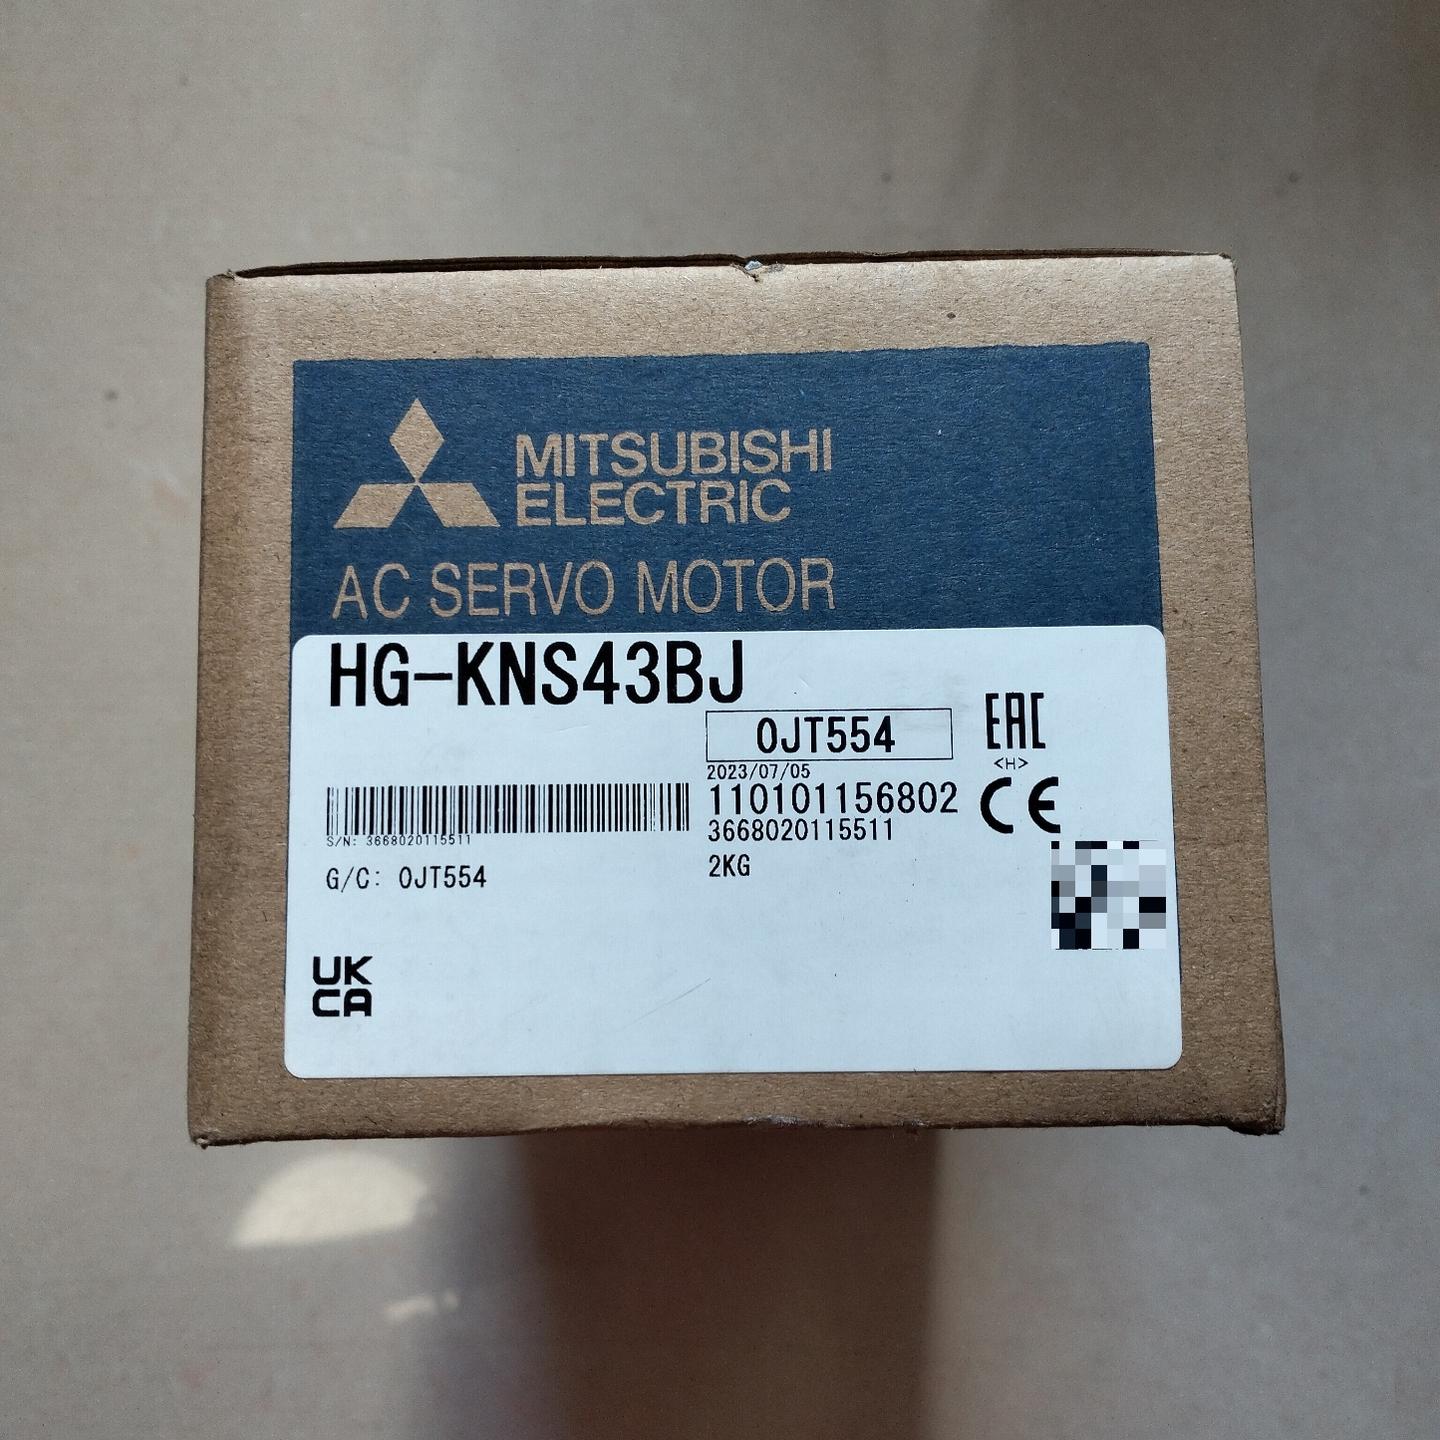 MITSUBISHI
ELECTRIC
AC SERVO MOTOR
HG-KNS43BJ
0JT554
2023/07/05
110101156802
3668020115511
2KG
S/N: 3668020115511
G/C: 0JT554
EAC
<H>
CE
UK
CA